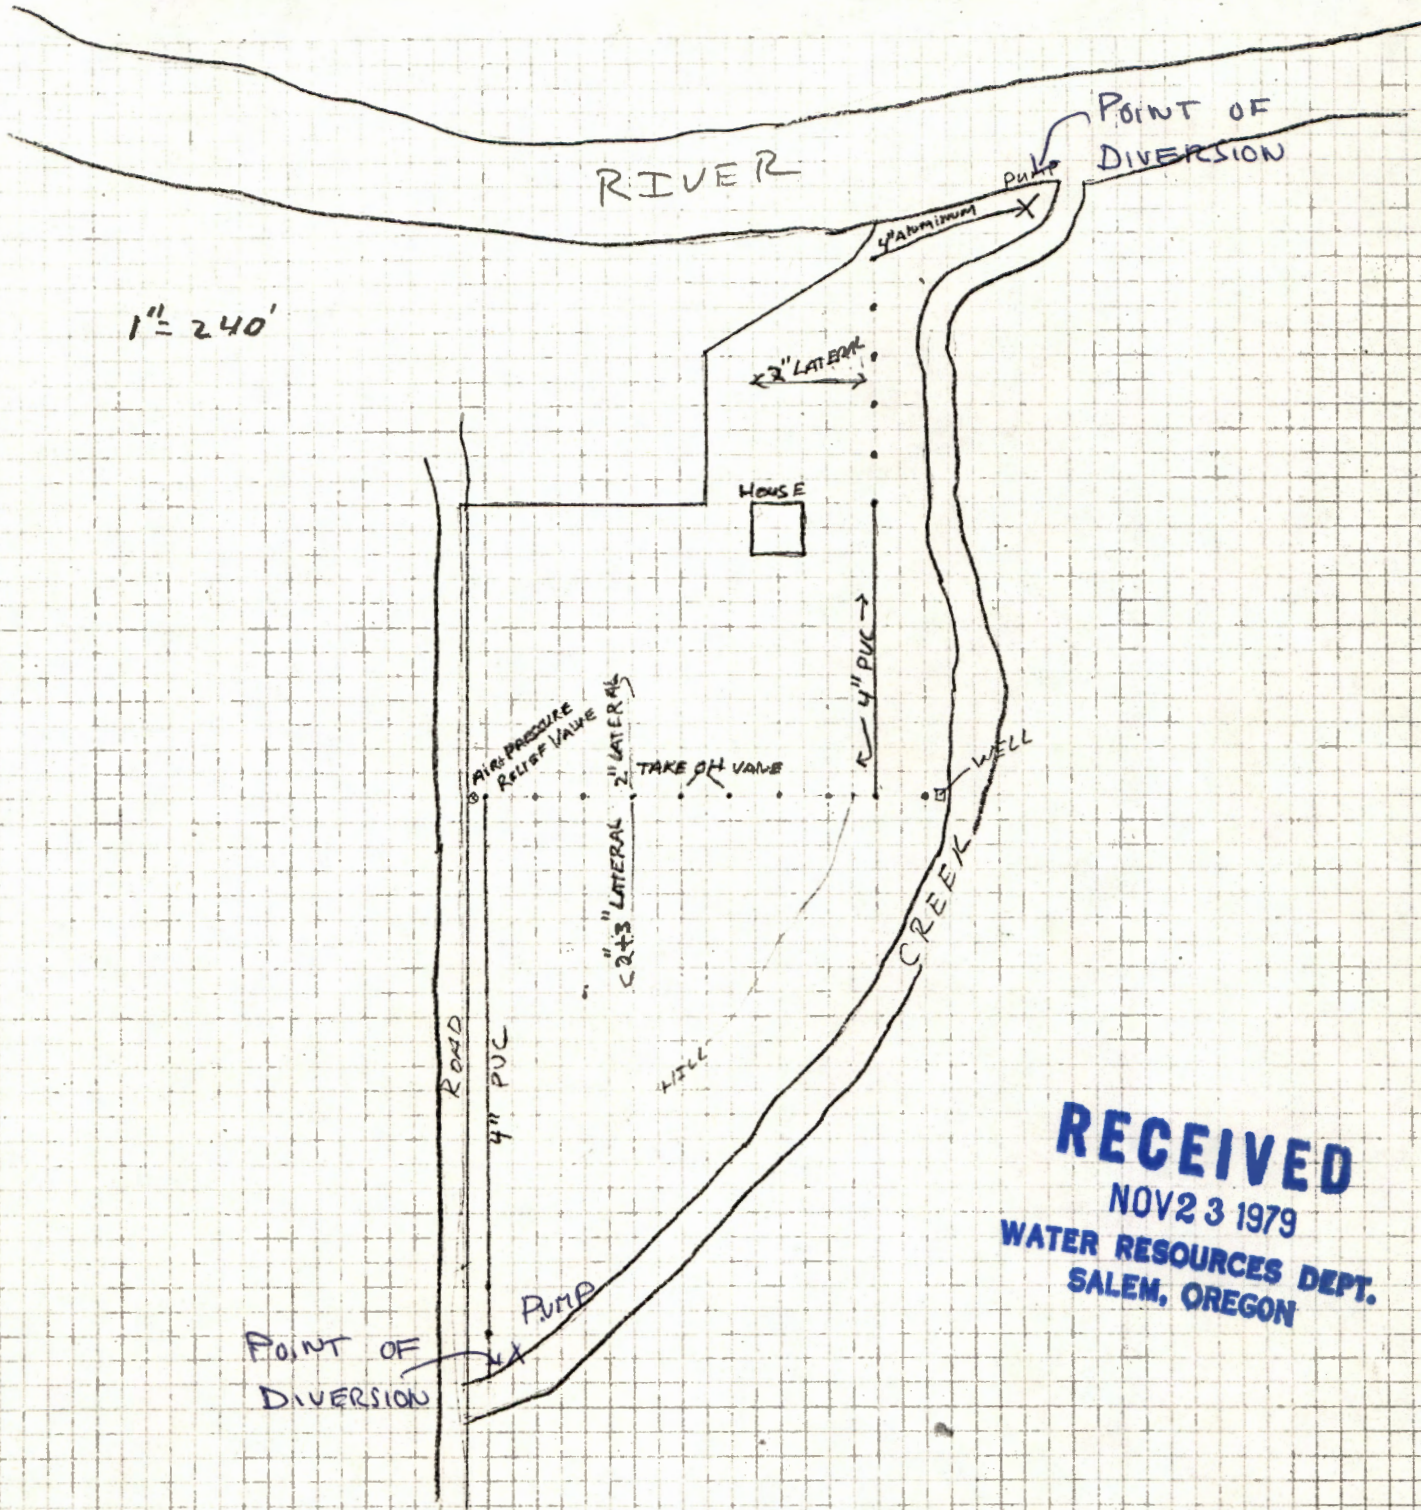 POINT OF
DIVERSION
RIVER
PUMP
4" ALUMINUM
1" = 240'
2" LATERAL
HOUSE
4" PVC
AIR & PRESSURE
RELIEF VALVE
2" LATERAL
TAKE OFF VALVE
WELL
2"+3" LATERAL
CREEK
ROAD
4" PVC
HILL
RECEIVED
NOV 23 1979
WATER RESOURCES DEPT.
SALEM, OREGON
PUMP
POINT OF
DIVERSION